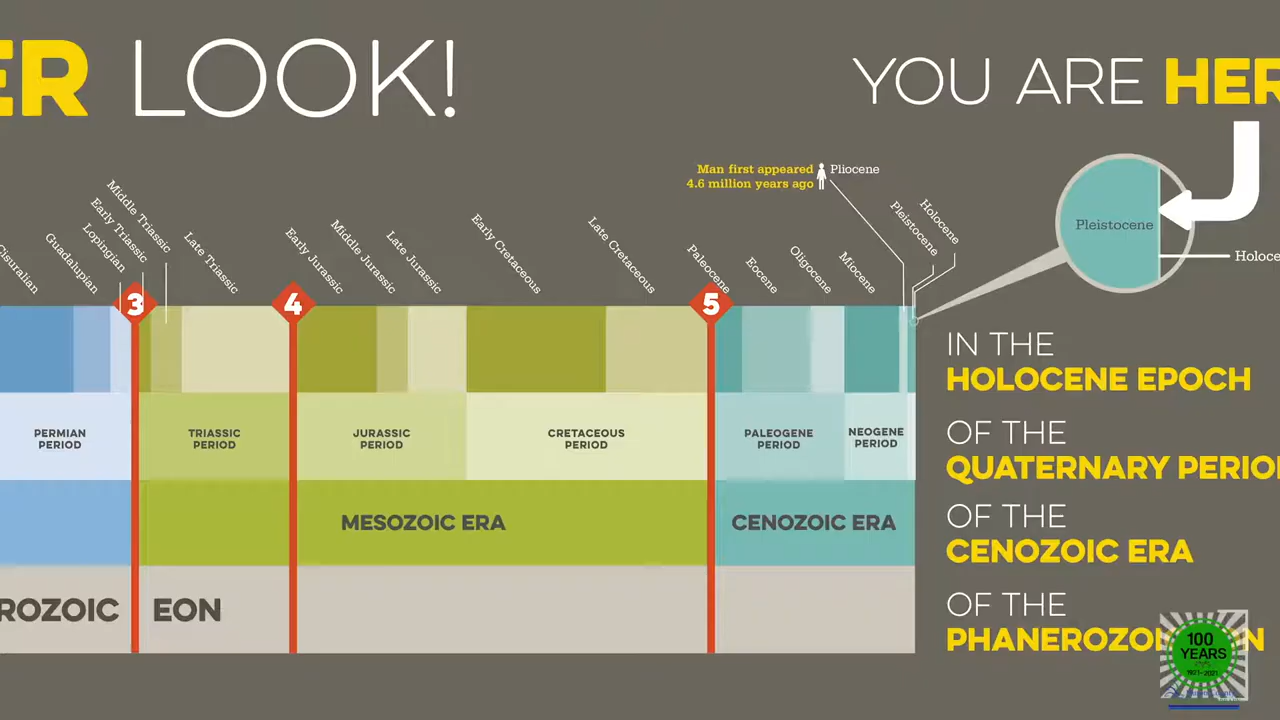 ER LOOK!
YOU ARE HER
Man first appeared
4.6 million years ago
Pliocene
Cisuralian
Guadalupian
Lopingian
Early Triassic
Middle Triassic
Late Triassic
Early Jurassic
Middle Jurassic
Late Jurassic
Early Cretaceous
Late Cretaceous
Paleocene
Eocene
Oligocene
Miocene
Pleistocene
Holocene
Pleistocene
Holoce
3
4
5
PERMIAN
PERIOD
TRIASSIC
PERIOD
JURASSIC
PERIOD
CRETACEOUS
PERIOD
PALEOGENE
PERIOD
NEOGENE
PERIOD
MESOZOIC ERA
CENOZOIC ERA
ROZOIC EON
IN THE
HOLOCENE EPOCH
OF THE
QUATERNARY PERIO
OF THE
CENOZOIC ERA
OF THE
PHANEROZO N
100
YEARS
1921-2021